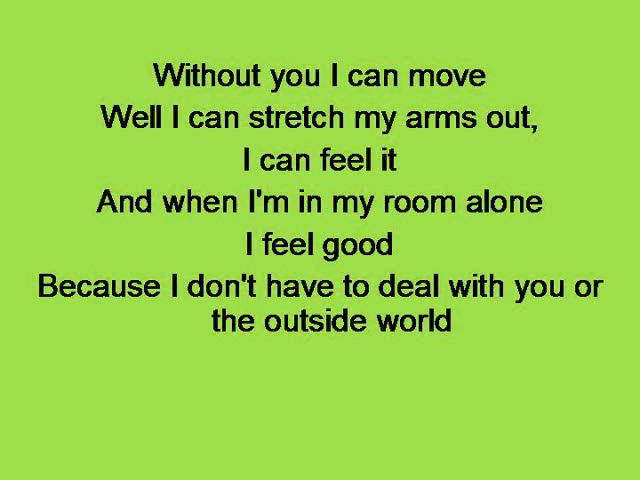 Without you I can move
Well I can stretch my arms out,
I can feel it
And when I'm in my room alone
I feel good
Because I don't have to deal with you or
the outside world